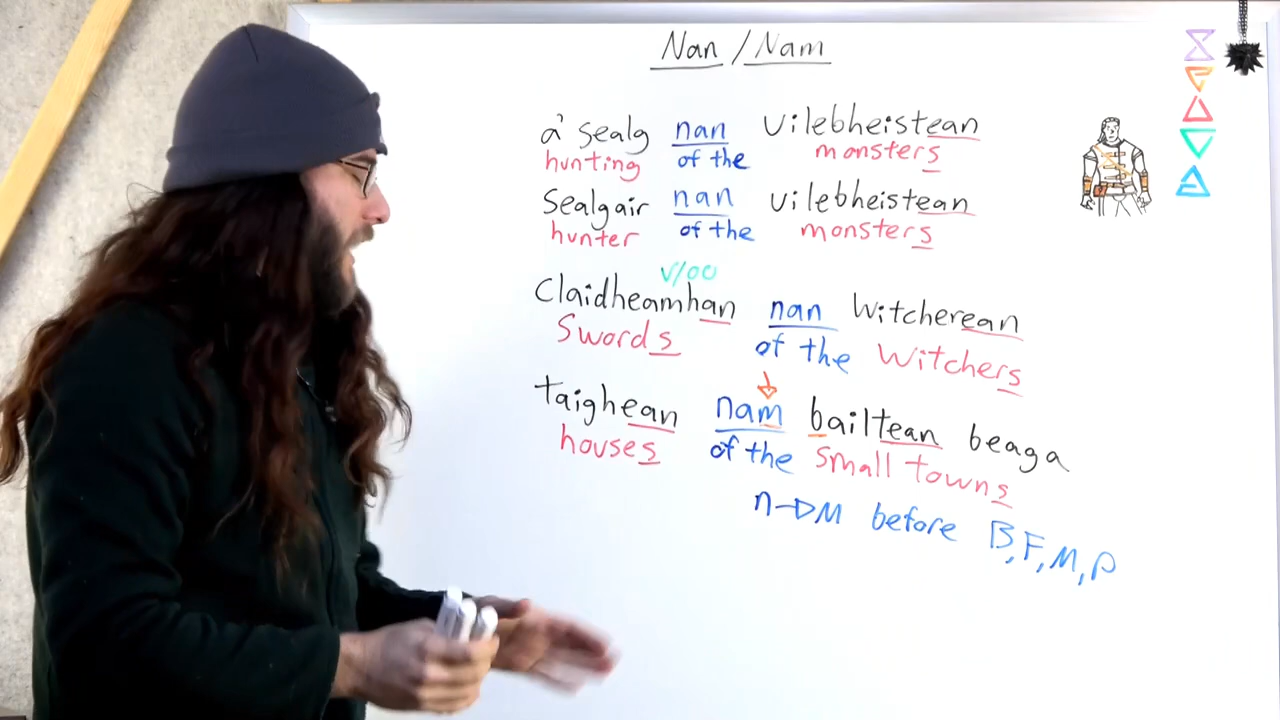 Nan / Nam
a' sealg nan uilebheistean
hunting of the monsters
Sealgair nan uilebheistean
hunter of the monsters
v/oo
Claidheamhan nan Witcherean
Swords of the Witchers
taighean nam bailtean beaga
houses of the small towns
n→M before B, F, M, P